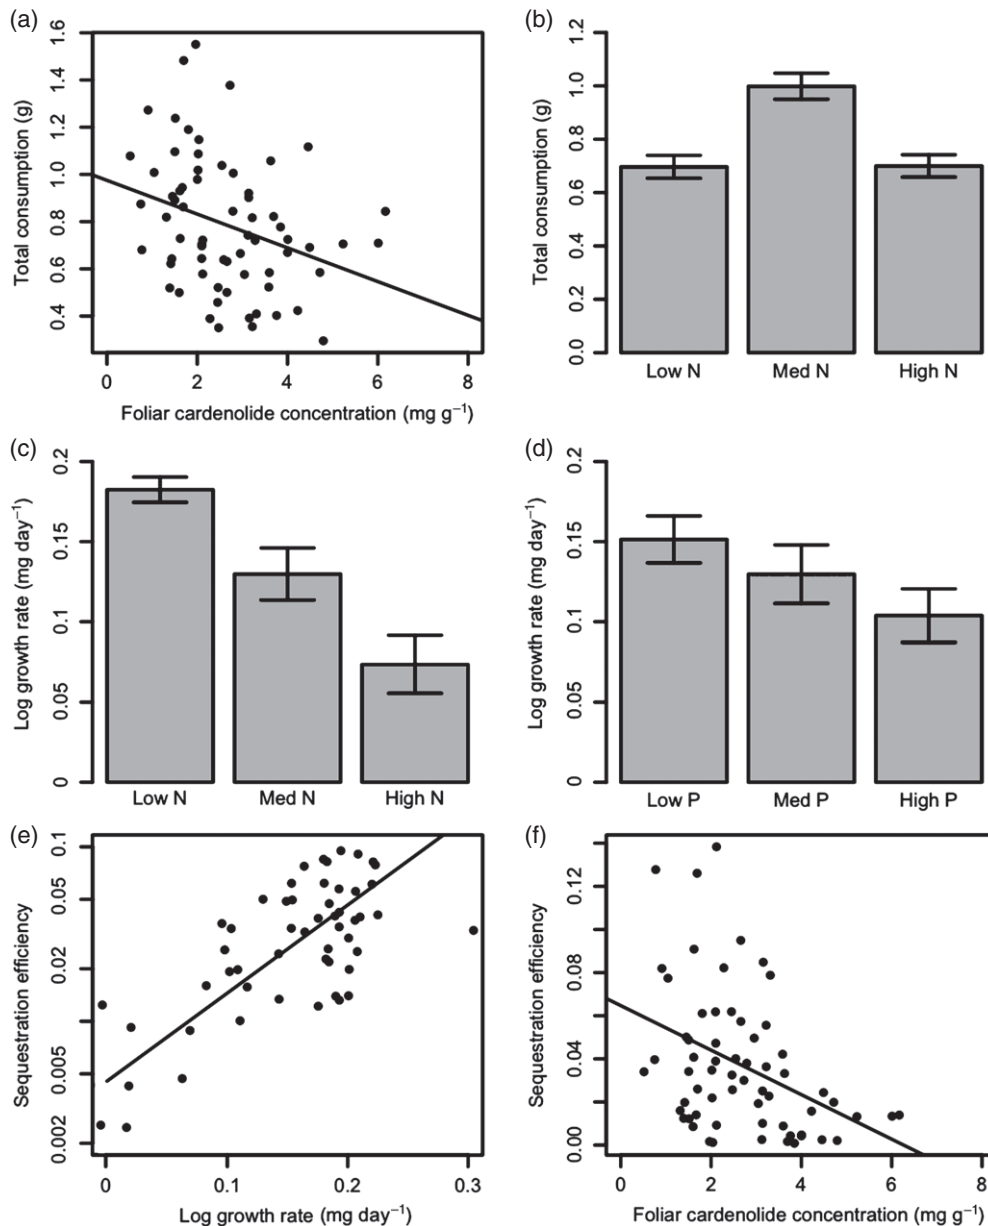 (a)
Total consumption (g)
1.6
1.4
1.2
1.0
0.8
0.6
0.4
0 2 4 6 8
Foliar cardenolide concentration (mg g⁻¹)
(b)
Total consumption (g)
1.2
1.0
0.8
0.6
0.4
0.2
0.0
Low N Med N High N
(c)
Log growth rate (mg day⁻¹)
0.2
0.15
0.1
0.05
0
Low N Med N High N
(d)
Log growth rate (mg day⁻¹)
0.2
0.15
0.1
0.05
0
Low P Med P High P
(e)
Sequestration efficiency
0.1
0.05
0.02
0.005
0.002
0 0.1 0.2 0.3
Log growth rate (mg day⁻¹)
(f)
Sequestration efficiency
0.12
0.08
0.04
0.00
0 2 4 6 8
Foliar cardenolide concentration (mg g⁻¹)